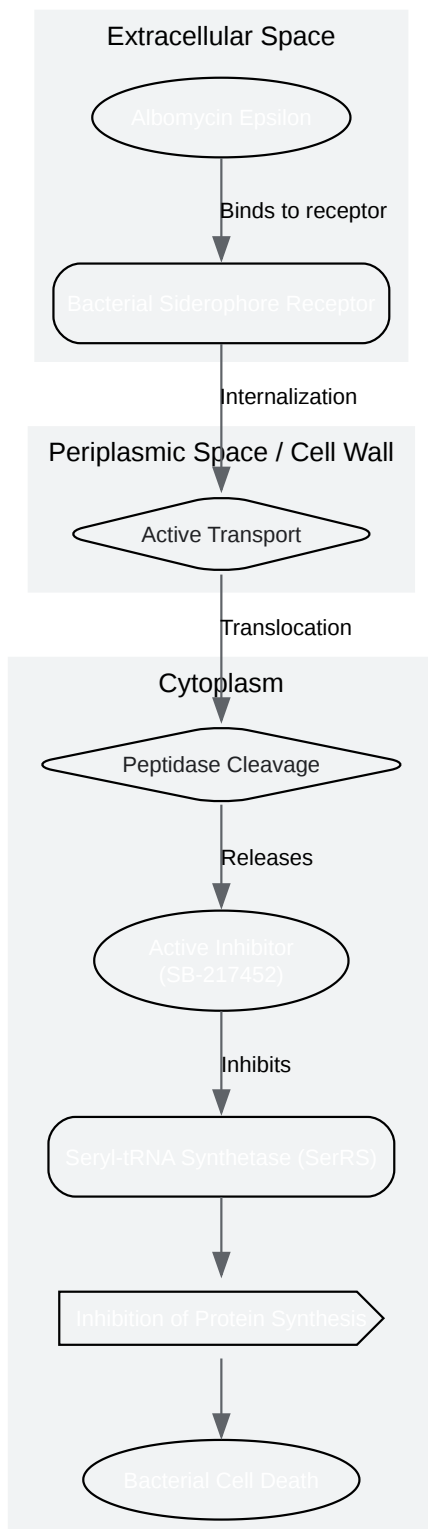 Extracellular Space
Albomycin Epsilon
Binds to receptor
Bacterial Siderophore Receptor
Internalization
Periplasmic Space / Cell Wall
Active Transport
Translocation
Cytoplasm
Peptidase Cleavage
Releases
Active Inhibitor
(SB-217452)
Inhibits
Seryl-tRNA Synthetase (SerRS)
Inhibition of Protein Synthesis
Bacterial Cell Death